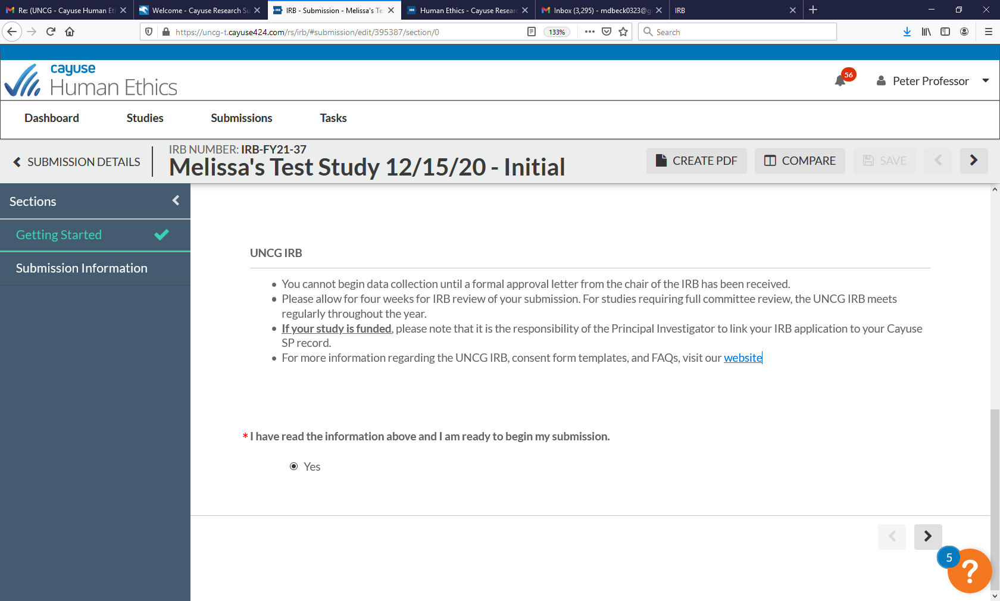 Re: (UNCG - Cayuse Human Et
Welcome - Cayuse Research Su
IRB - Submission - Melissa's Te
Human Ethics - Cayuse Resear
Inbox (3,295) - mdbeck0323@g
IRB
https://uncg-t.cayuse424.com/rs/irb/#submission/edit/395387/section/0
133%
Search
cayuse
Human Ethics
56
Peter Professor
Dashboard
Studies
Submissions
Tasks
SUBMISSION DETAILS
IRB NUMBER: IRB-FY21-37
Melissa's Test Study 12/15/20 - Initial
CREATE PDF
COMPARE
SAVE
Sections
Getting Started
Submission Information
UNCG IRB
• You cannot begin data collection until a formal approval letter from the chair of the IRB has been received.
• Please allow for four weeks for IRB review of your submission. For studies requiring full committee review, the UNCG IRB meets
regularly throughout the year.
• If your study is funded, please note that it is the responsibility of the Principal Investigator to link your IRB application to your Cayuse
SP record.
• For more information regarding the UNCG IRB, consent form templates, and FAQs, visit our website
* I have read the information above and I am ready to begin my submission.
Yes
5
?